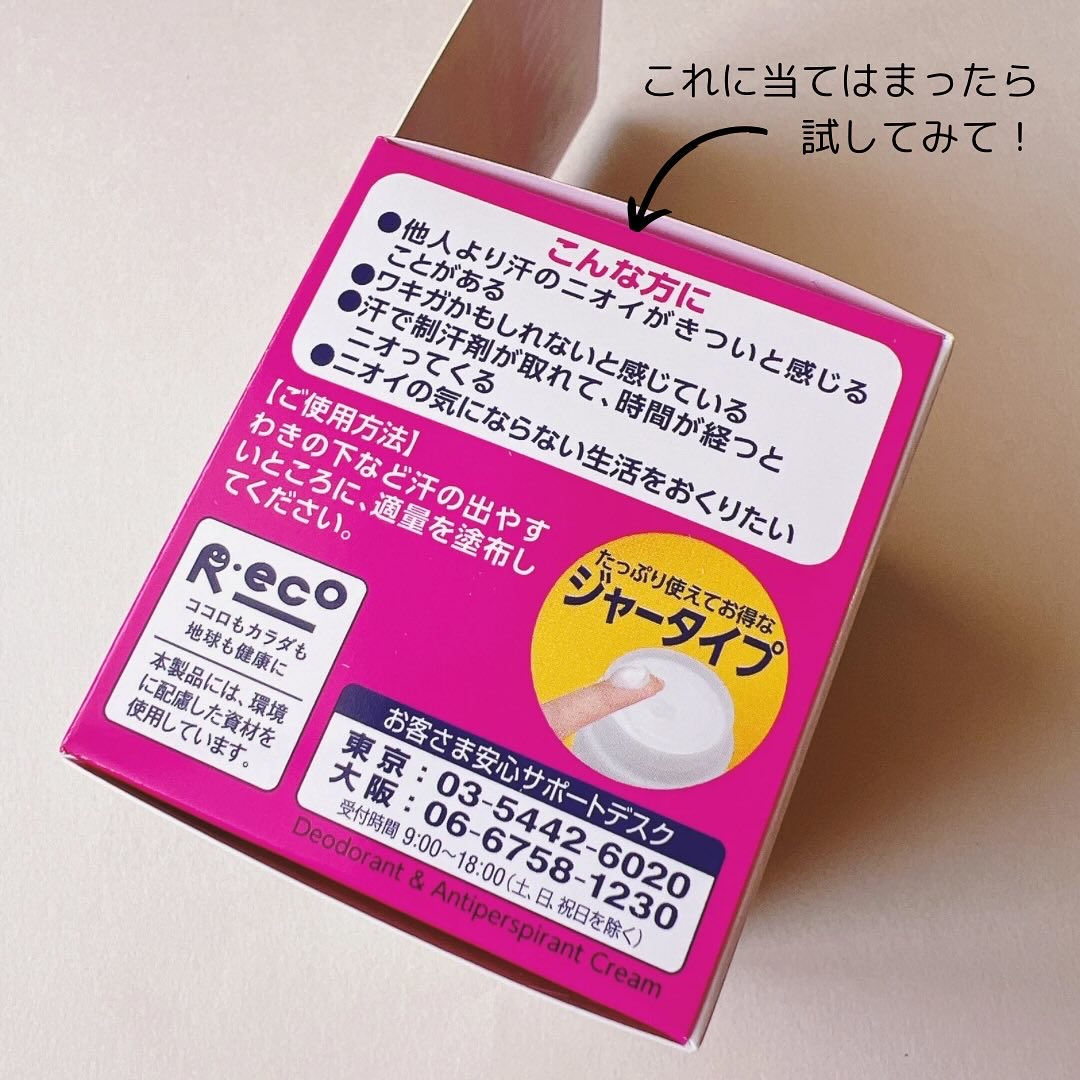 これに当てはまったら
試してみて！
こんな方に
●他人より汗のニオイがきついと感じる
ことがある
●ワキガかもしれないと感じている
●汗で制汗剤が取れて、時間が経つと
ニオってくる
●ニオイの気にならない生活をおくりたい
【ご使用方法】
わきの下など汗の出やす
いところに、適量を塗布し
てください。
たっぷり使えてお得な
ジャータイプ
R・eco
ココロもカラダも
地球も健康に
本製品には、環境
に配慮した資材を
使用しています。
お客さま安心サポートデスク
東京：03-5442-6020
大阪：06-6758-1230
受付時間 9:00～18:00（土、日、祝日を除く）
Deodorant & Antiperspirant Cream